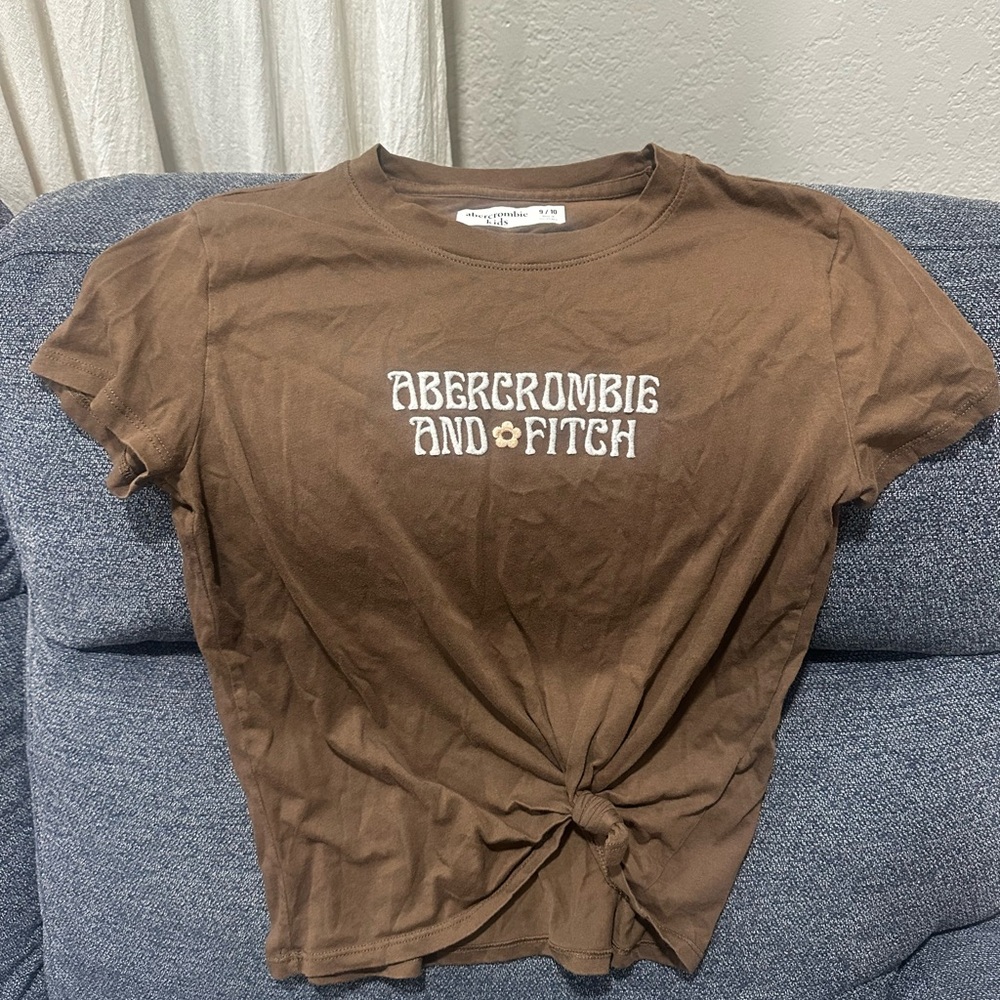 abercrombie
kids
9/10
ABERCROMBIE
AND FITCH